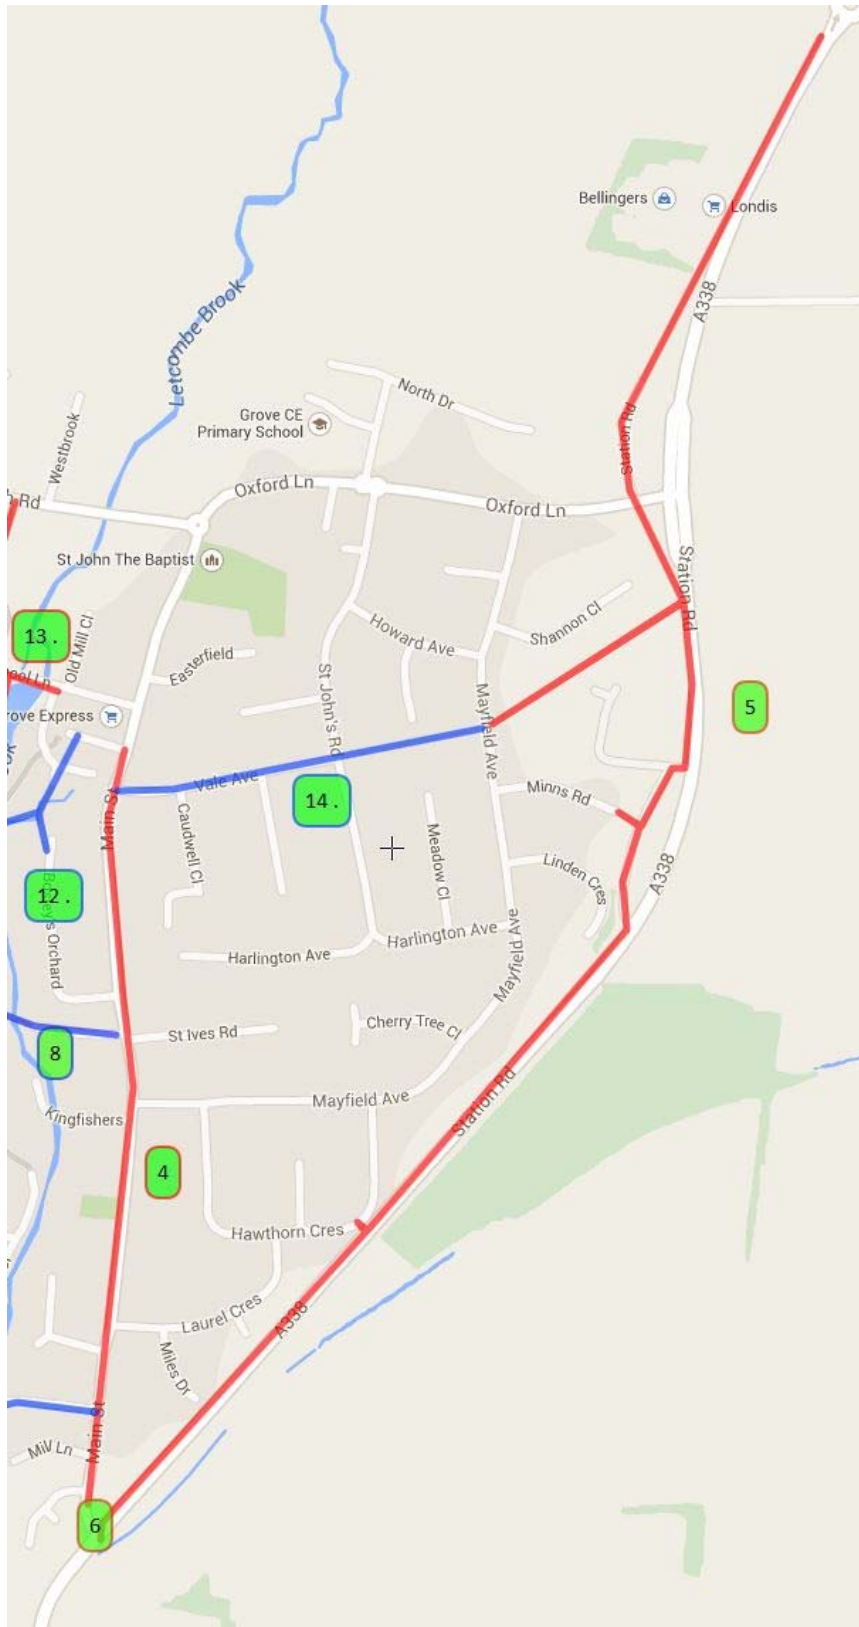 Bellingers
Londis
A338
Letcombe Brook
North Dr
Grove CE
Primary School
Station Rd
Westbrook
Oxford Ln
Oxford Ln
Rd
St John The Baptist
Station Rd
Shannon Cl
Howard Ave
13 .
Old Mill Cl
Easterfield
St John's Rd
ool Ln
rove Express
Mayfield Ave
5
Vale Ave
14 .
Minns Rd
Main St
Caudwell Cl
Meadow Cl
Linden Cres
A338
12 .
's Orchard
Harlington Ave
Harlington Ave
Mayfield Ave
St Ives Rd
Cherry Tree Cl
8
Kingfishers
Mayfield Ave
Station Rd
4
Hawthorn Cres
Laurel Cres
A338
Miles Dr
Main St
Mill Ln
6